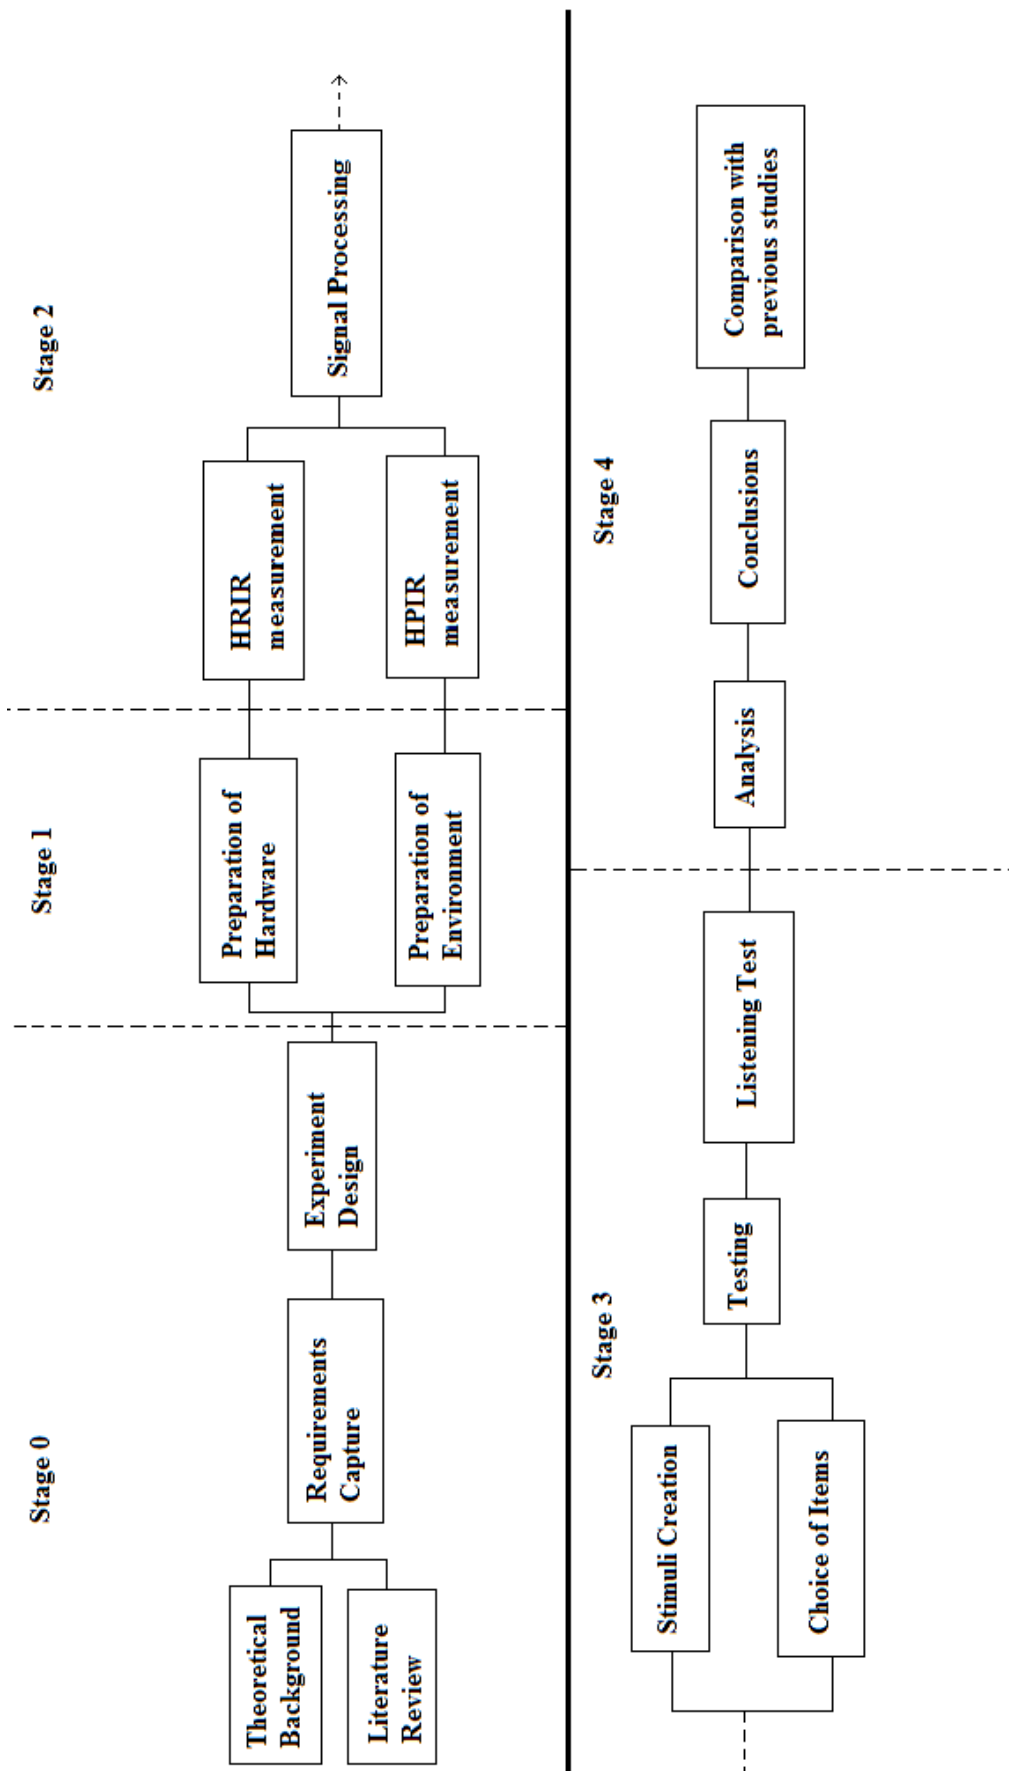 Stage 0
Stage 1
Stage 2
Theoretical
Background
Literature
Review
Requirements
Capture
Experiment
Design
Preparation of
Hardware
Preparation of
Environment
HRIR
measurement
HPIR
measurement
Signal Processing
Stage 3
Stage 4
Stimuli Creation
Choice of Items
Testing
Listening Test
Analysis
Conclusions
Comparison with
previous studies